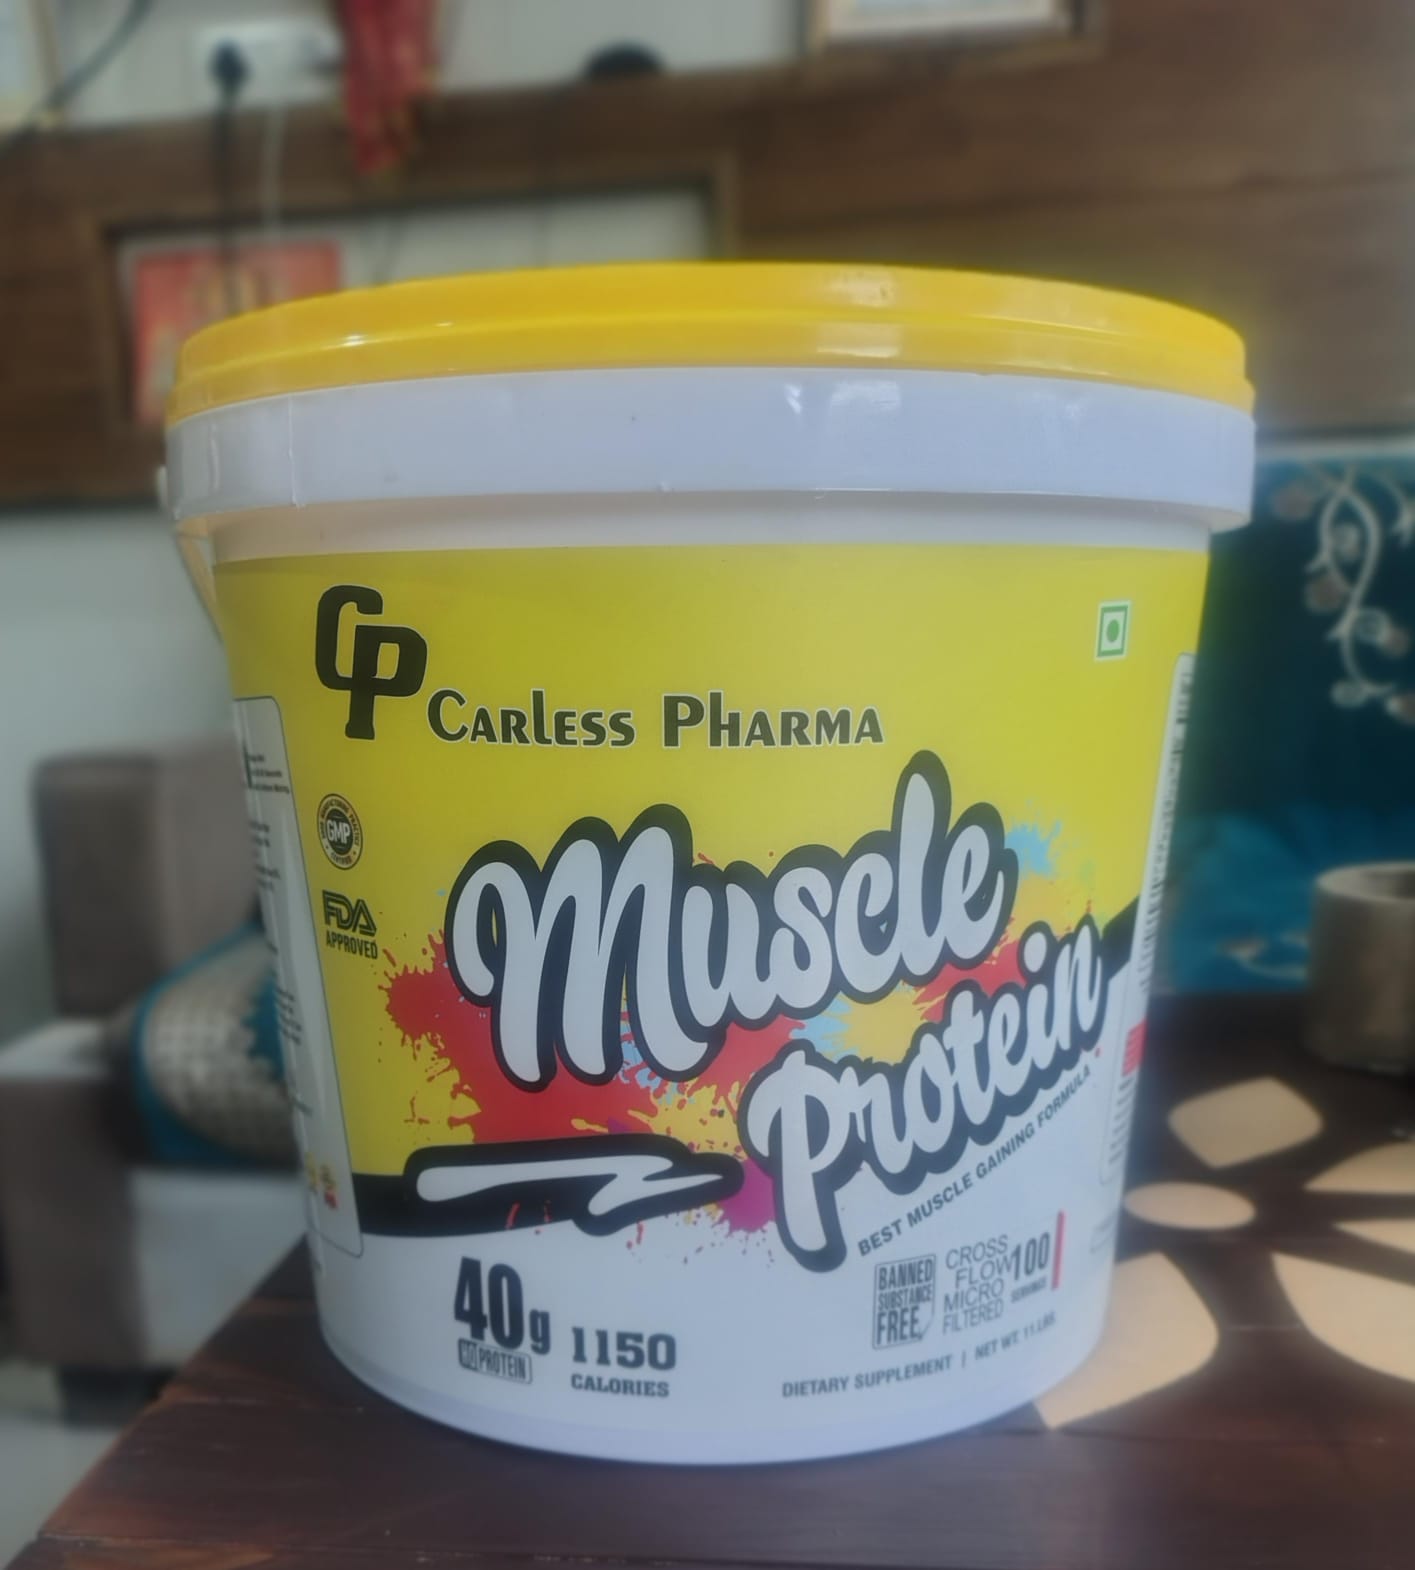 CP
CARLESS PHARMA
GMP
CERTIFIED
FDA
APPROVED
Muscle
Protein
BEST MUSCLE GAINING FORMULA
40g
PROTEIN
1150
CALORIES
BANNED
SUBSTANCE
FREE
CROSS
FLOW
MICRO
FILTERED
100
SERVINGS
DIETARY SUPPLEMENT | NET WT. 11 LBS